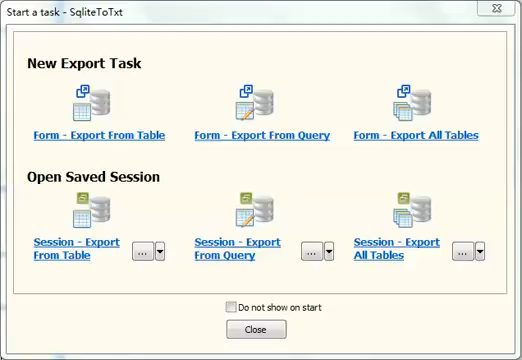 Start a task - SqliteToTxt
New Export Task
Form - Export From Table
Form - Export From Query
Form - Export All Tables
Open Saved Session
Session - Export
From Table
...
Session - Export
From Query
...
Session - Export
All Tables
...
Do not show on start
Close